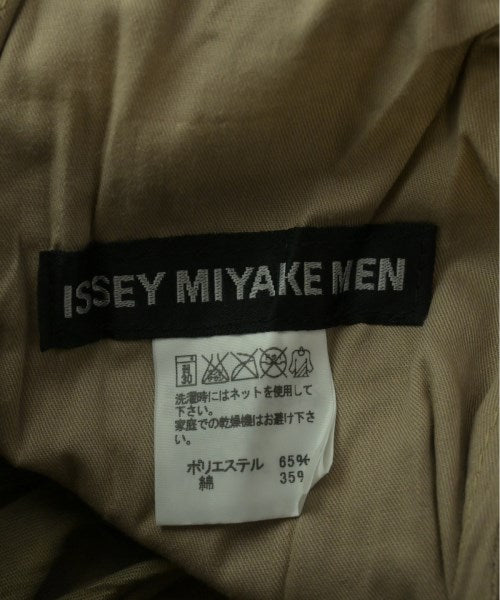 ISSEY MIYAKE MEN
弱
30
洗濯時にはネットを使用して
下さい。
家庭での乾燥機はお避け下
さい。
ポリエステル 65%
綿 35%